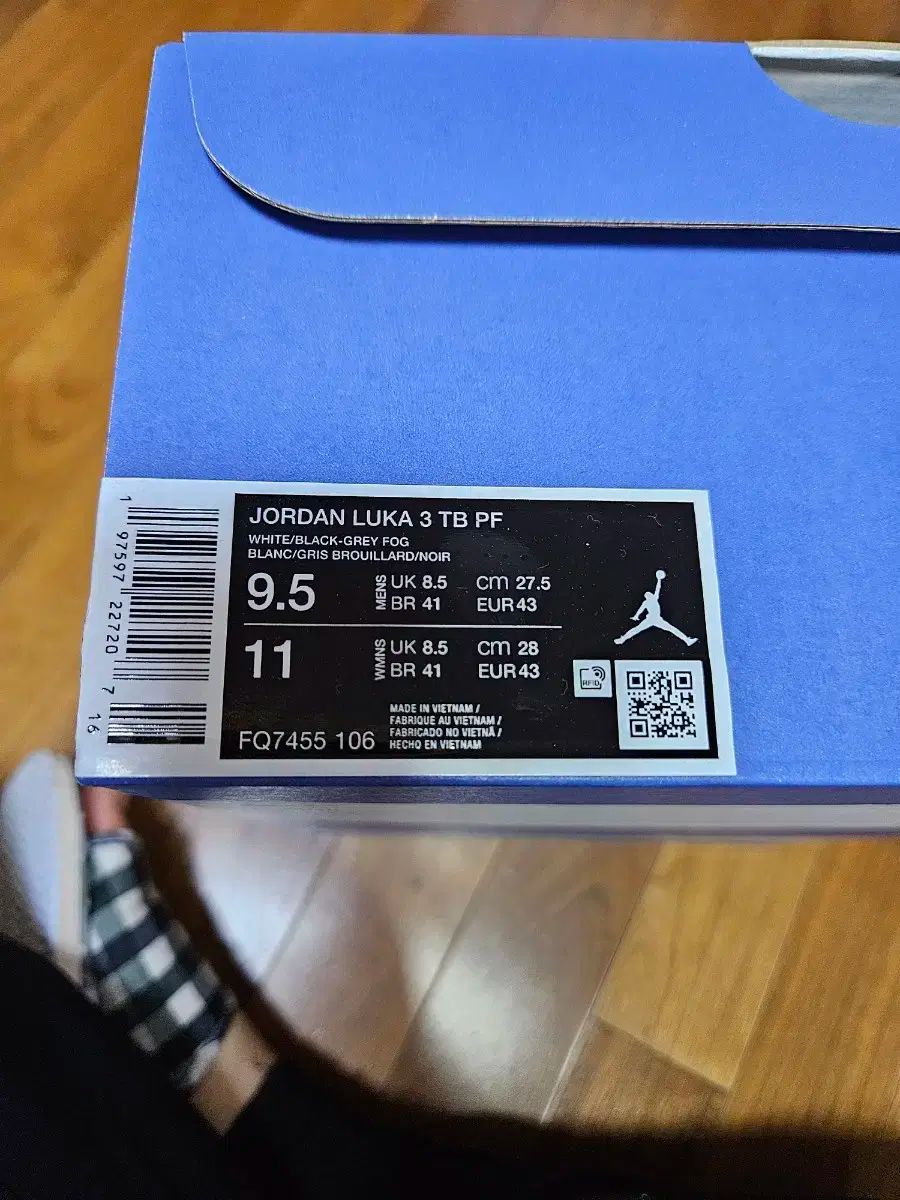 JORDAN LUKA 3 TB PF
WHITE/BLACK-GREY FOG
BLANC/GRIS BROUILLARD/NOIR
9.5
MENS
UK 8.5 cm 27.5
BR 41 EUR 43
11
WMNS
UK 8.5 cm 28
BR 41 EUR 43
RFID
FQ7455 106
MADE IN VIETNAM /
FABRIQUE AU VIETNAM /
FABRICADO NO VIETNÃ /
HECHO EN VIETNAM
1 97597 22720 7 16